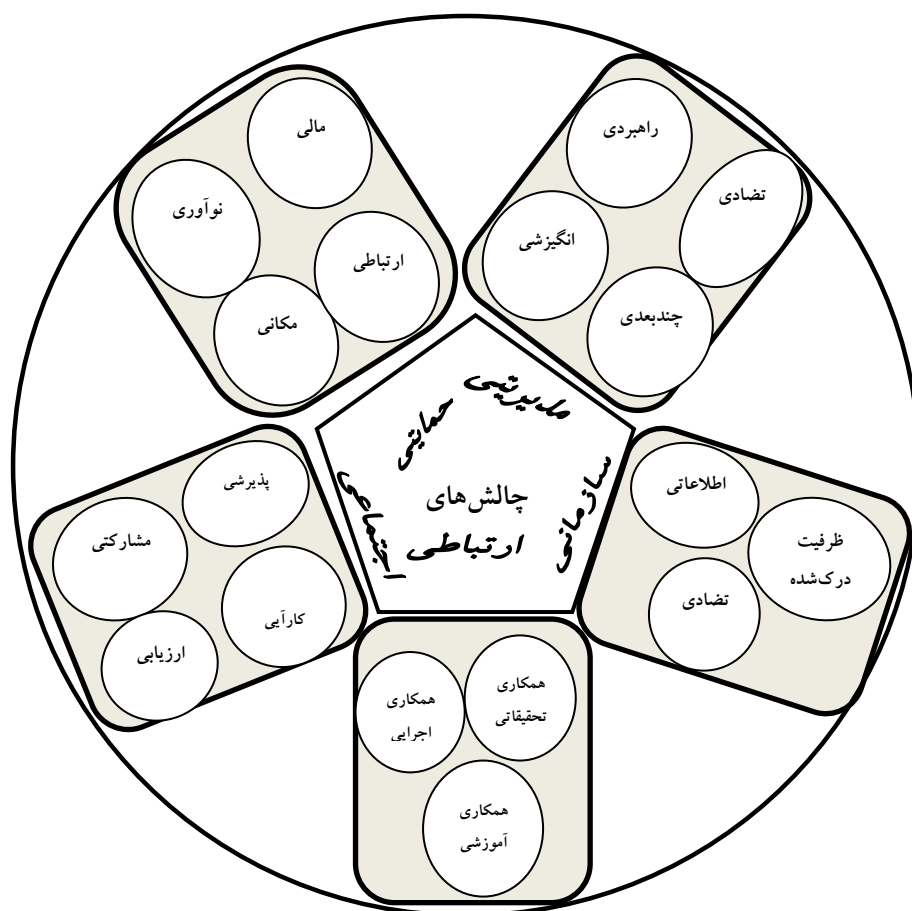 راهبردی
تضادی
انگیزشی
چندبعدی
مالی
نوآوری
ارتباطی
مکانی
مدیریتی
حمایتی
سازمانی
اجتماعی
چالش‌های
ارتباطی
اطلاعاتی
ظرفیت
درک‌شده
تضادی
پذیرشی
مشارکتی
کارآیی
ارزیابی
همکاری
تحقیقاتی
همکاری
اجرایی
همکاری
آموزشی